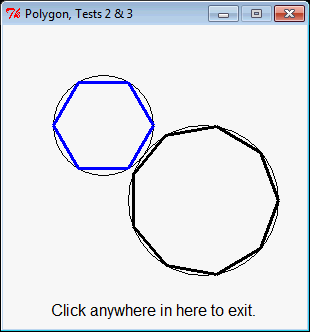 Polygon, Tests 2 & 3
Click anywhere in here to exit.